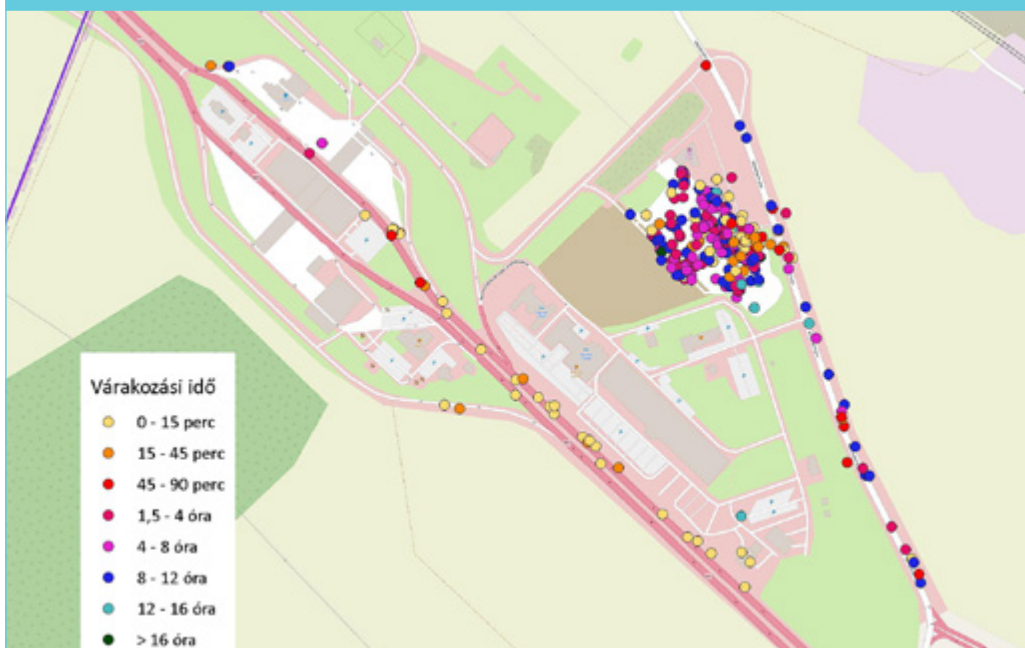 Várakozási idő
0 - 15 perc
15 - 45 perc
45 - 90 perc
1,5 - 4 óra
4 - 8 óra
8 - 12 óra
12 - 16 óra
> 16 óra